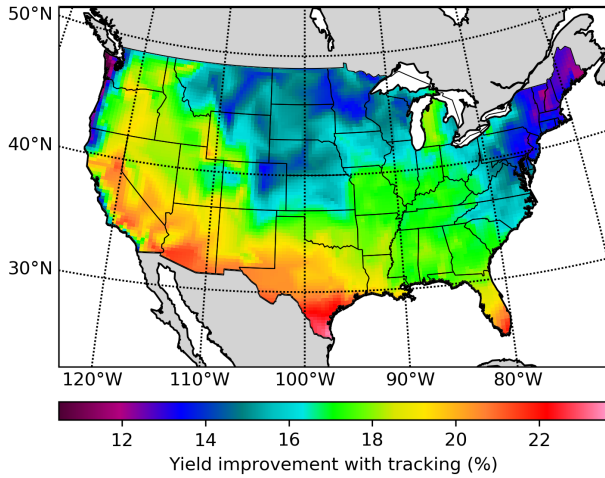 50°N
40°N
30°N
120°W 110°W 100°W 90°W 80°W
12 14 16 18 20 22
Yield improvement with tracking (%)